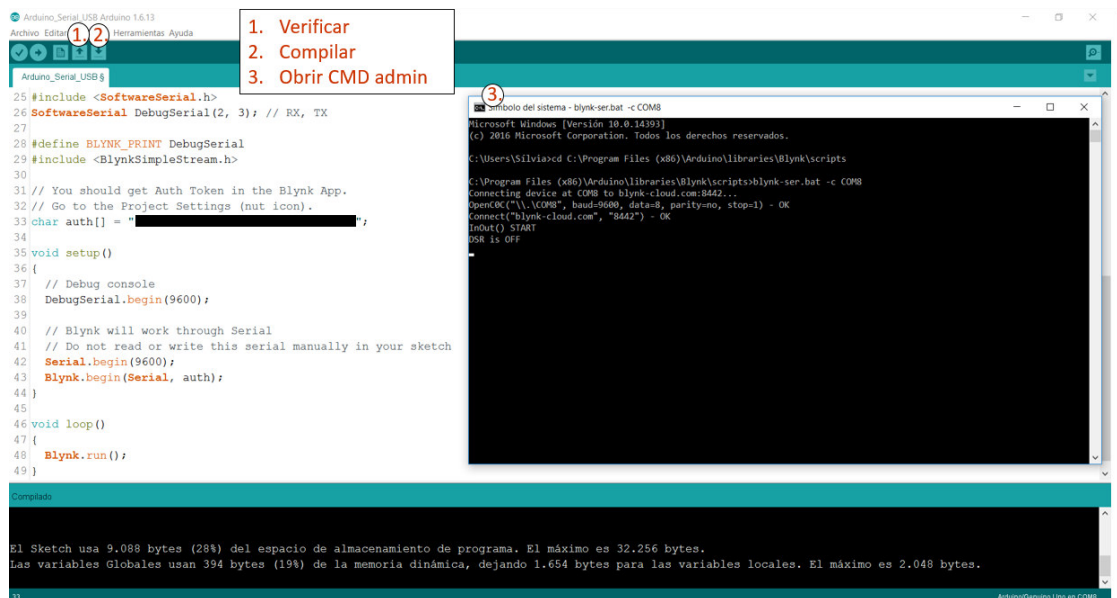 Arduino_Serial_USB Arduino 1.6.13
Archivo Editar Herramientas Ayuda
1. 2.
1. Verificar
2. Compilar
3. Obrir CMD admin
Arduino_Serial_USB §
25 #include <SoftwareSerial.h>
26 SoftwareSerial DebugSerial(2, 3); // RX, TX
27
28 #define BLYNK_PRINT DebugSerial
29 #include <BlynkSimpleStream.h>
30
31 // You should get Auth Token in the Blynk App.
32 // Go to the Project Settings (nut icon).
33 char auth[] = " ";
34
35 void setup()
36 {
37 // Debug console
38 DebugSerial.begin(9600);
39
40 // Blynk will work through Serial
41 // Do not read or write this serial manually in your sketch
42 Serial.begin(9600);
43 Blynk.begin(Serial, auth);
44 }
45
46 void loop()
47 {
48 Blynk.run();
49 }
3.
Símbolo del sistema - blynk-ser.bat -c COM8
Microsoft Windows [Versión 10.0.14393]
(c) 2016 Microsoft Corporation. Todos los derechos reservados.
C:\Users\Sílvia>cd C:\Program Files (x86)\Arduino\libraries\Blynk\scripts
C:\Program Files (x86)\Arduino\libraries\Blynk\scripts>blynk-ser.bat -c COM8
Connecting device at COM8 to blynk-cloud.com:8442...
OpenC0C("\\.\COM8", baud=9600, data=8, parity=no, stop=1) - OK
Connect("blynk-cloud.com", "8442") - OK
InOut() START
DSR is OFF
Compilado
El Sketch usa 9.088 bytes (28%) del espacio de almacenamiento de programa. El máximo es 32.256 bytes.
Las variables Globales usan 394 bytes (19%) de la memoria dinámica, dejando 1.654 bytes para las variables locales. El máximo es 2.048 bytes.
33
Arduino/Genuino Uno en COM8